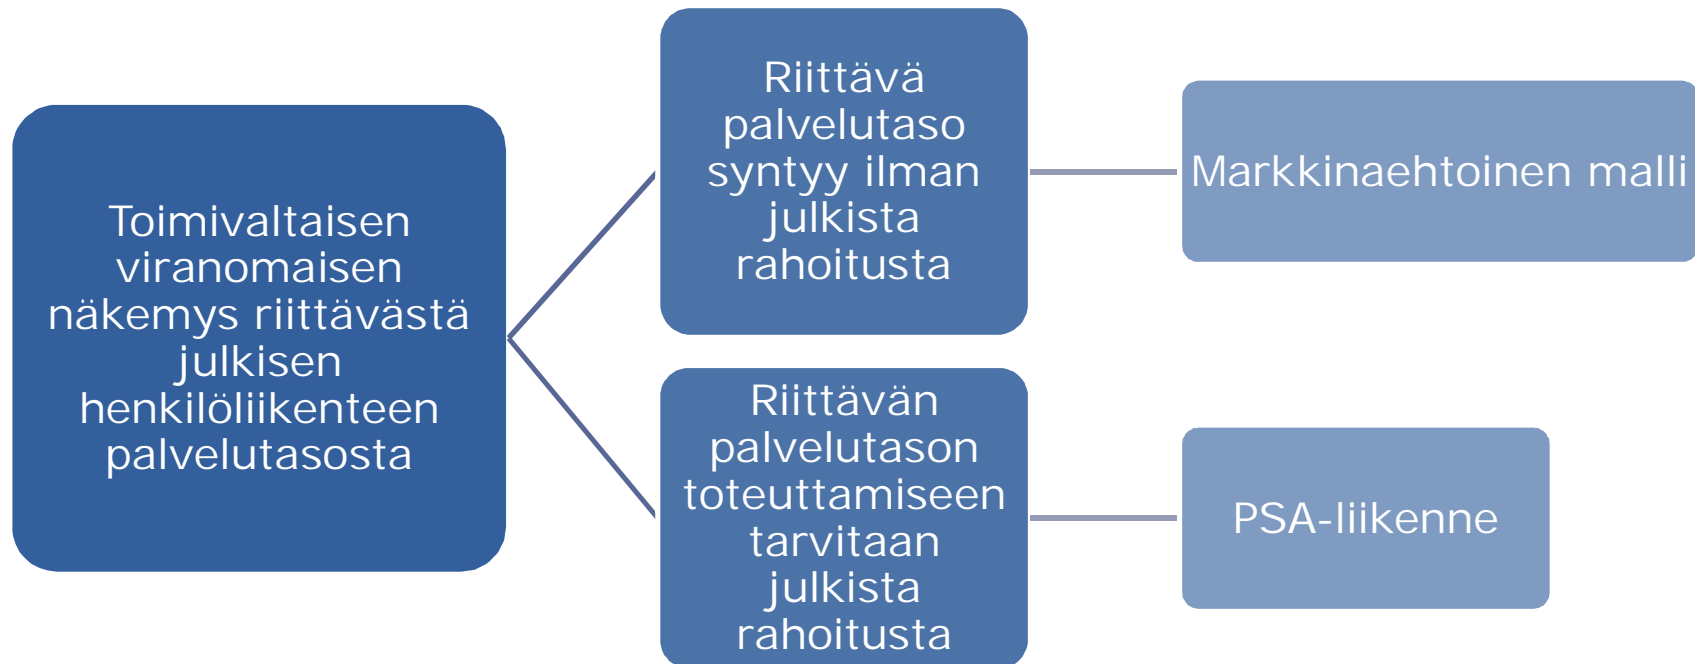 Toimivaltaisen
viranomaisen
näkemys riittävästä
julkisen
henkilöliikenteen
palvelutasosta
Riittävä
palvelutaso
syntyy ilman
julkista
rahoitusta
Markkinaehtoinen malli
Riittävän
palvelutason
toteuttamiseen
tarvitaan
julkista
rahoitusta
PSA-liikenne